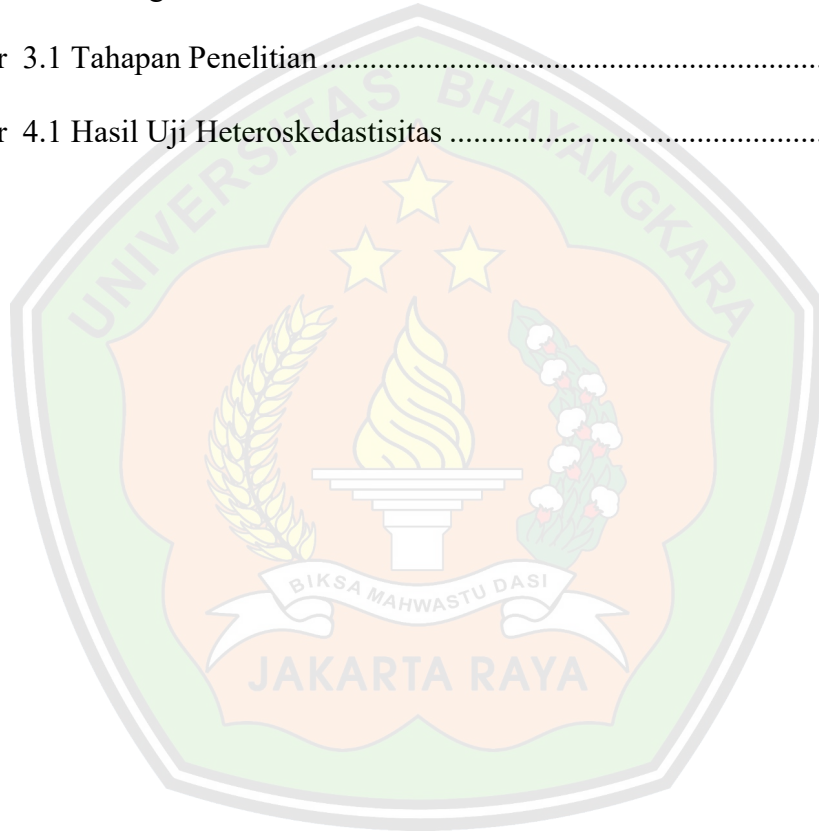 r 3.1 Tahapan Penelitian
r 4.1 Hasil Uji Heteroskedastisitas
UNIVERSITAS BHAYANGKARA
BIKSA MAHWASTU DASI
JAKARTA RAYA